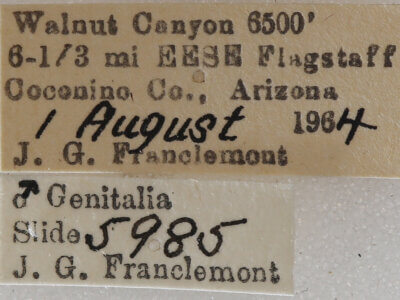 Walnut Canyon 6500'
6-1/3 mi EESE Flagstaff
Coconino Co., Arizona
1 August 1964
J. G. Franclemont
♂ Genitalia
Slide 5985
J. G. Franclemont